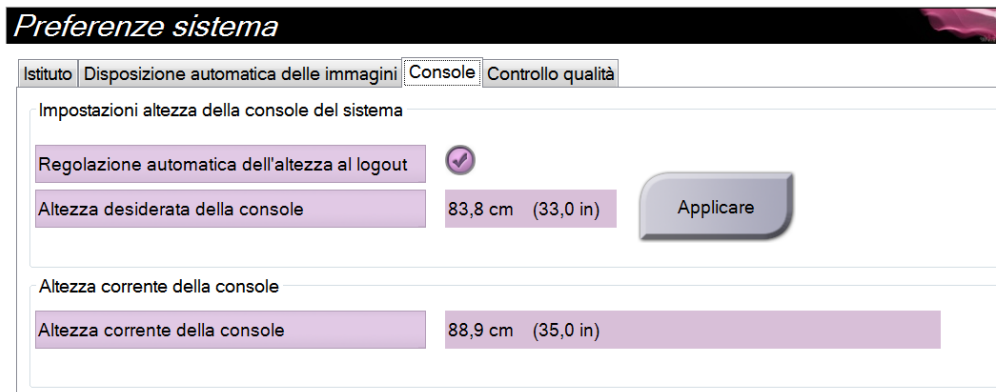 Preferenze sistema
Istituto Disposizione automatica delle immagini Console Controllo qualità
Impostazioni altezza della console del sistema
Regolazione automatica dell'altezza al logout
Altezza desiderata della console 83,8 cm (33,0 in) Applicare
Altezza corrente della console
Altezza corrente della console 88,9 cm (35,0 in)